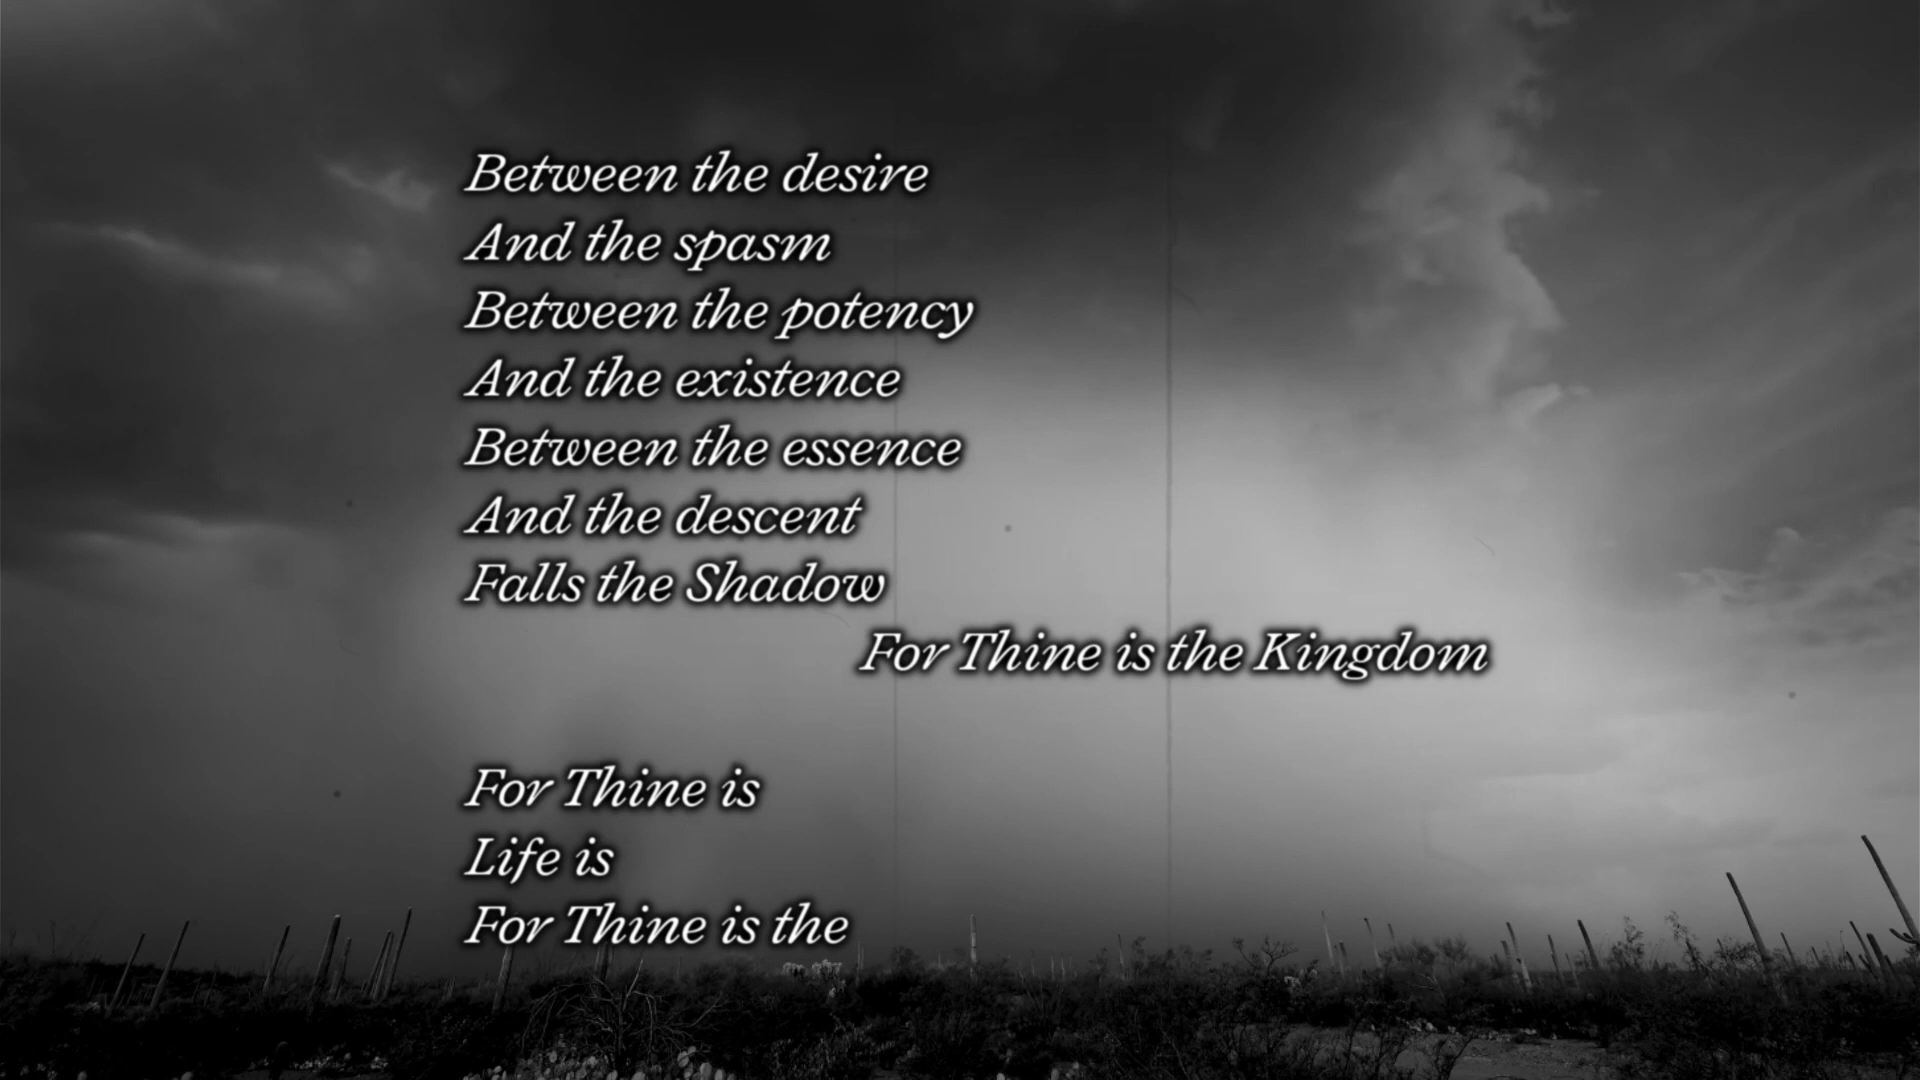 Between the desire
And the spasm
Between the potency
And the existence
Between the essence
And the descent
Falls the Shadow
For Thine is the Kingdom
For Thine is
Life is
For Thine is the